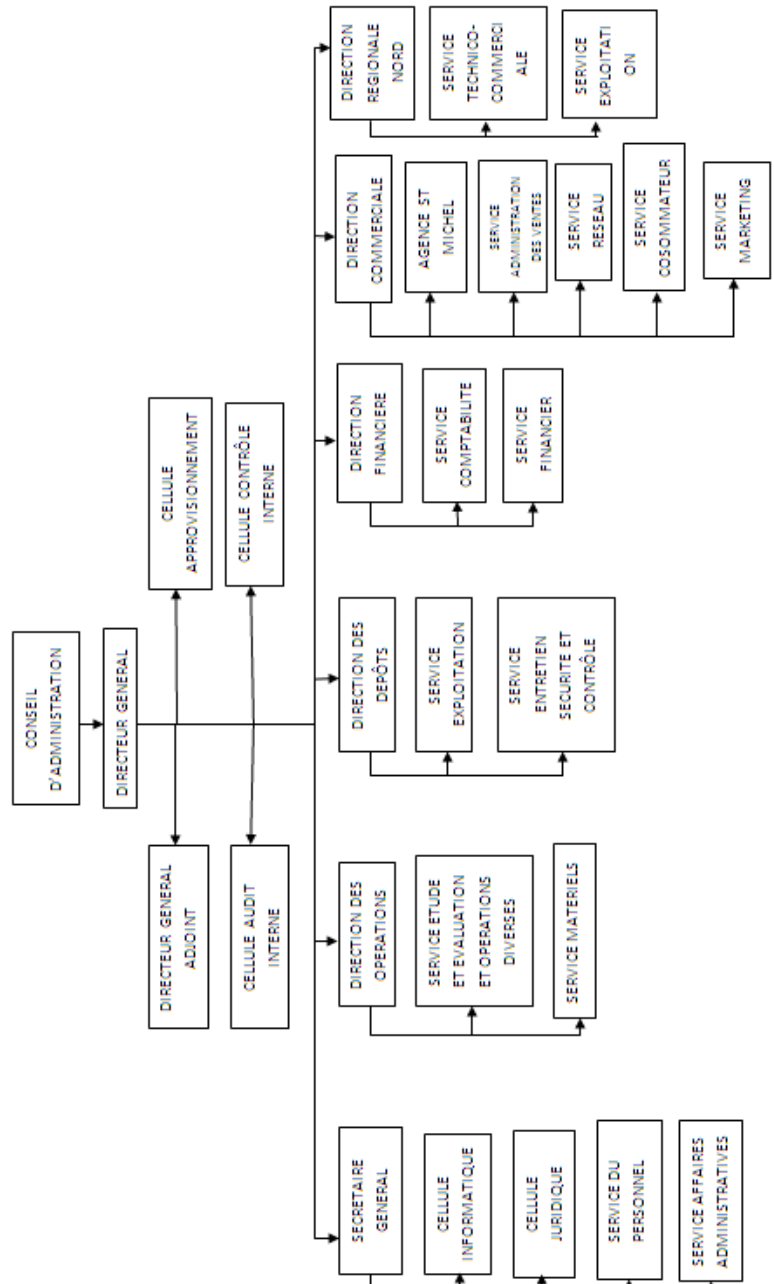 CONSEIL
D'ADMINISTRATION
DIRECTEUR GENERAL
DIRECTEUR GENERAL
ADJOINT
CELLULE
APPROVISIONNEMENT
CELLULE AUDIT
INTERNE
CELLULE CONTRÔLE
INTERNE
SECRETAIRE
GENERAL
CELLULE
INFORMATIQUE
CELLULE
JURIDIQUE
SERVICE DU
PERSONNEL
SERVICE AFFAIRES
ADMINISTRATIVES
DIRECTION DES
OPERATIONS
SERVICE ETUDE
ET EVALUATION
ET OPERATIONS
DIVERSES
SERVICE MATERIELS
DIRECTION DES
DEPÔTS
SERVICE
EXPLOITATION
SERVICE
ENTRETIEN
SECURITE ET
CONTRÔLE
DIRECTION
FINANCIERE
SERVICE
COMPTABILITE
SERVICE
FINANCIER
DIRECTION
COMMERCIALE
AGENCE ST
MICHEL
SERVICE
ADMINISTRATION
DES VENTES
SERVICE
RESEAU
SERVICE
COSOMMATEUR
SERVICE
MARKETING
DIRECTION
REGIONALE
NORD
SERVICE
TECHNICO-
COMMERCI
ALE
SERVICE
EXPLOITATI
ON